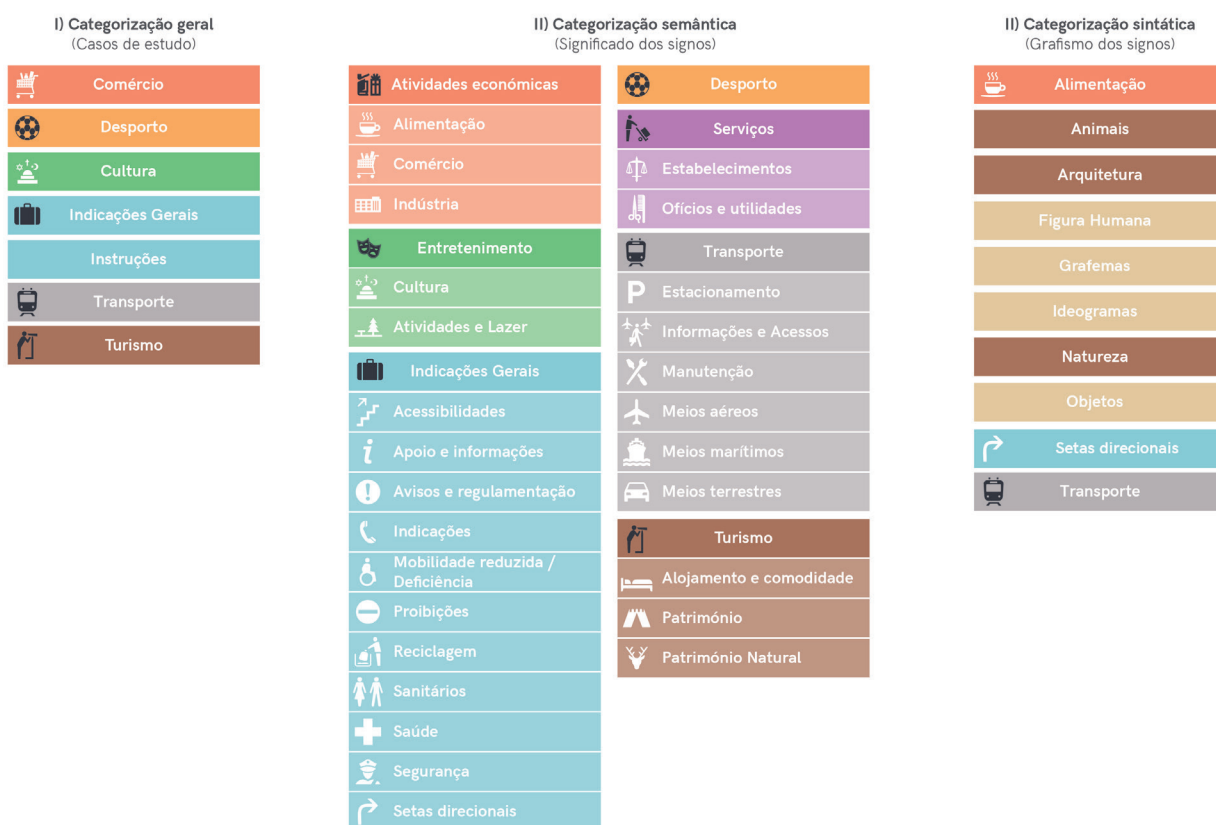 I) Categorização geral
(Casos de estudo)
Comércio
Desporto
Cultura
Indicações Gerais
Instruções
Transporte
Turismo
II) Categorização semântica
(Significado dos signos)
Atividades económicas
Alimentação
Comércio
Indústria
Entretenimento
Cultura
Atividades e Lazer
Indicações Gerais
Acessibilidades
i
Apoio e informações
Avisos e regulamentação
Indicações
Mobilidade reduzida /
Deficiência
Proibições
Reciclagem
Sanitários
Saúde
Segurança
Setas direcionais
Desporto
Serviços
Estabelecimentos
Ofícios e utilidades
Transporte
P
Estacionamento
Informações e Acessos
Manutenção
Meios aéreos
Meios marítimos
Meios terrestres
Turismo
Alojamento e comodidade
Património
Património Natural
II) Categorização sintática
(Grafismo dos signos)
Alimentação
Animais
Arquitetura
Figura Humana
Grafemas
Ideogramas
Natureza
Objetos
Setas direcionais
Transporte